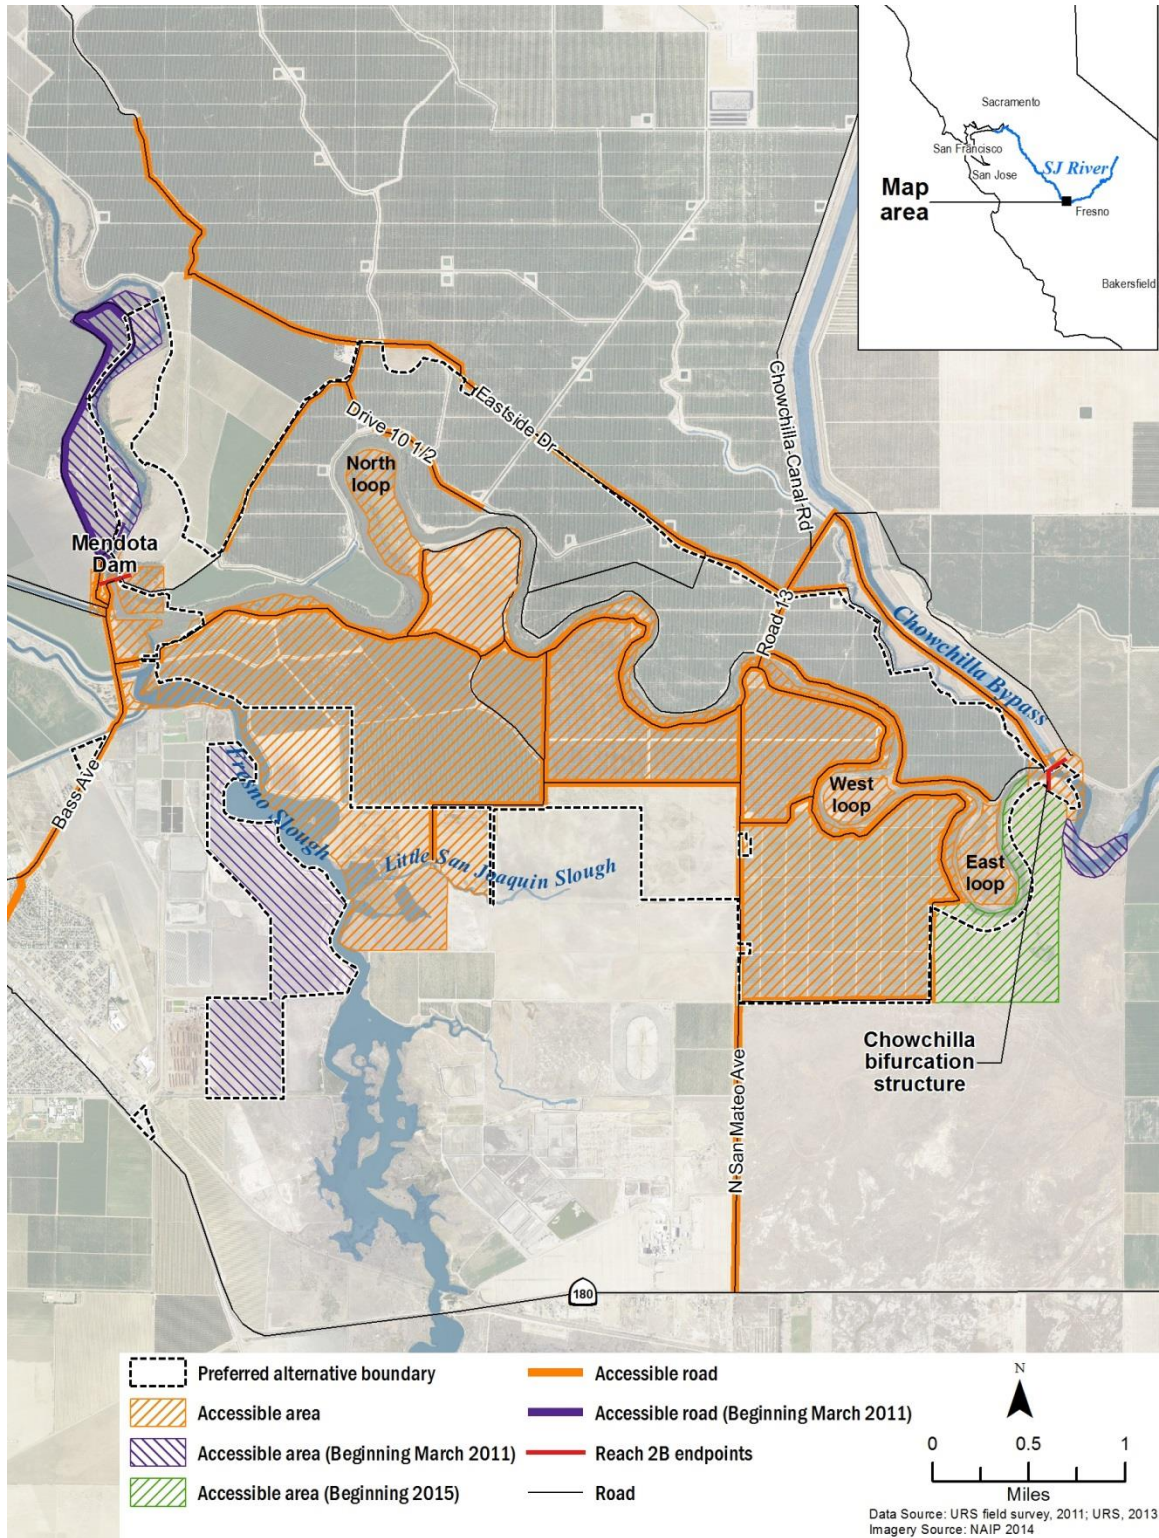 Sacramento
San Francisco
San Jose
SJ River
Map
area
Fresno
Bakersfield
Chowchilla Canal Rd
Eastside Dr
Drive 10 1/2
North
loop
Mendota
Dam
Road 13
Chowchilla Bypass
Bass Ave
Fresno Slough
West
loop
Little San Joaquin Slough
East
loop
Chowchilla
bifurcation
structure
N San Mateo Ave
180
Preferred alternative boundary
Accessible area
Accessible area (Beginning March 2011)
Accessible area (Beginning 2015)
Accessible road
Accessible road (Beginning March 2011)
Reach 2B endpoints
Road
N
0 0.5 1
Miles
Data Source: URS field survey, 2011; URS, 2013
Imagery Source: NAIP 2014